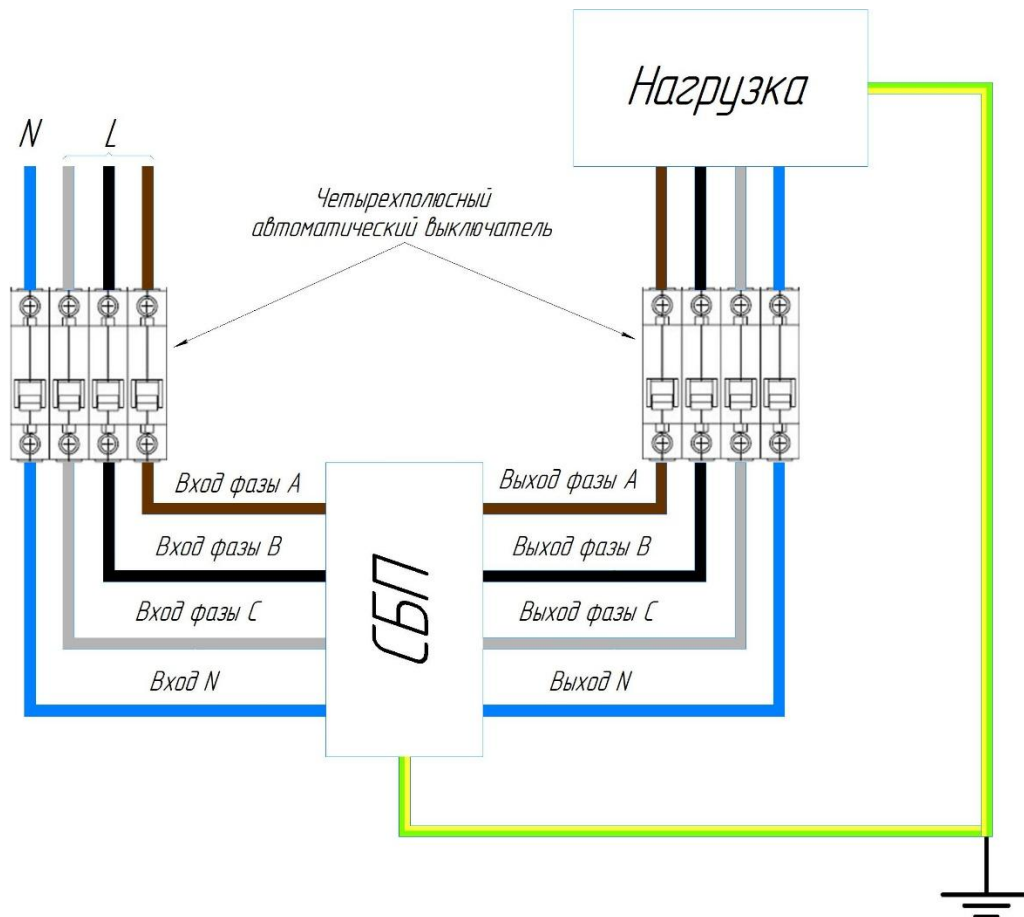 Нагрузка
N
L
Четырехполюсный
автоматический выключатель
Вход фазы А
Выход фазы А
Вход фазы В
Выход фазы В
Вход фазы С
Выход фазы С
Вход N
Выход N
СБП